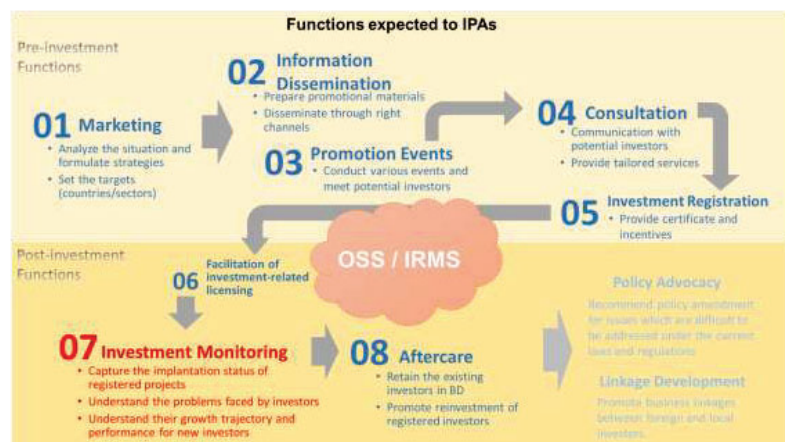 Functions expected to IPAs
Pre-investment
Functions
01 Marketing
• Analyze the situation and
formulate strategies
• Set the targets
(countries/sectors)
02 Information
Dissemination
• Prepare promotional materials
• Disseminate through right
channels
03 Promotion Events
• Conduct various events and
meet potential investors
04 Consultation
• Communication with
potential investors
• Provide tailored services
05 Investment Registration
• Provide certificate and
incentives
OSS / IRMS
Post-investment
Functions
06 Facilitation of
investment-related
licensing
07 Investment Monitoring
• Capture the implantation status of
registered projects
• Understand the problems faced by investors
• Understand their growth trajectory and
performance for new investors
08 Aftercare
• Retain the existing
investors in BD
• Promote reinvestment of
registered investors
Policy Advocacy
Recommend policy amendment
for issues which are difficult to
be addressed under the current
laws and regulations
Linkage Development
Promote business linkages
between foreign and local
investors.